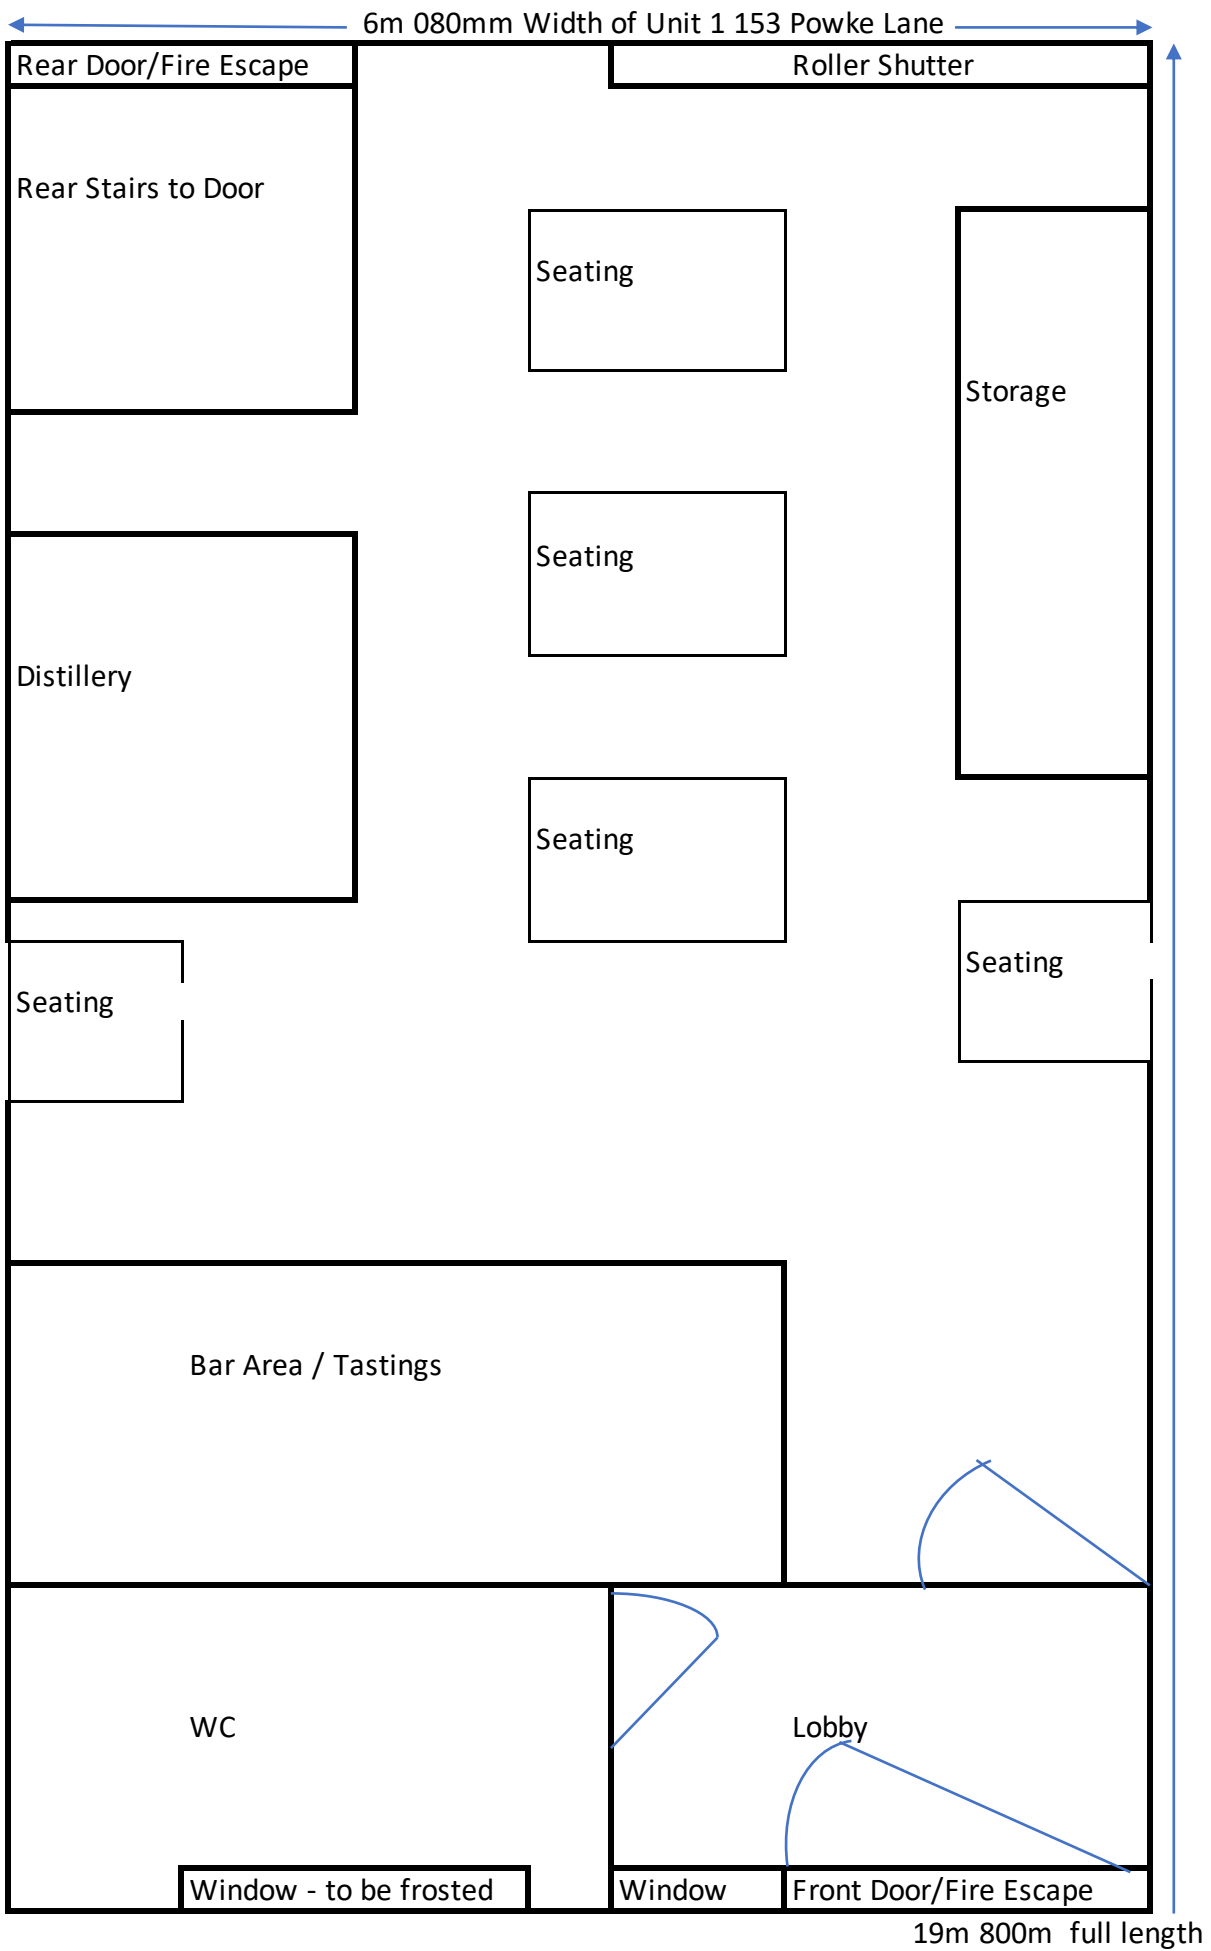 6m 080mm Width of Unit 1 153 Powke Lane
Rear Door/Fire Escape
Roller Shutter
Rear Stairs to Door
Seating
Storage
Seating
Distillery
Seating
Seating
Seating
Bar Area / Tastings
WC
Lobby
Window - to be frosted
Window
Front Door/Fire Escape
19m 800m  full length